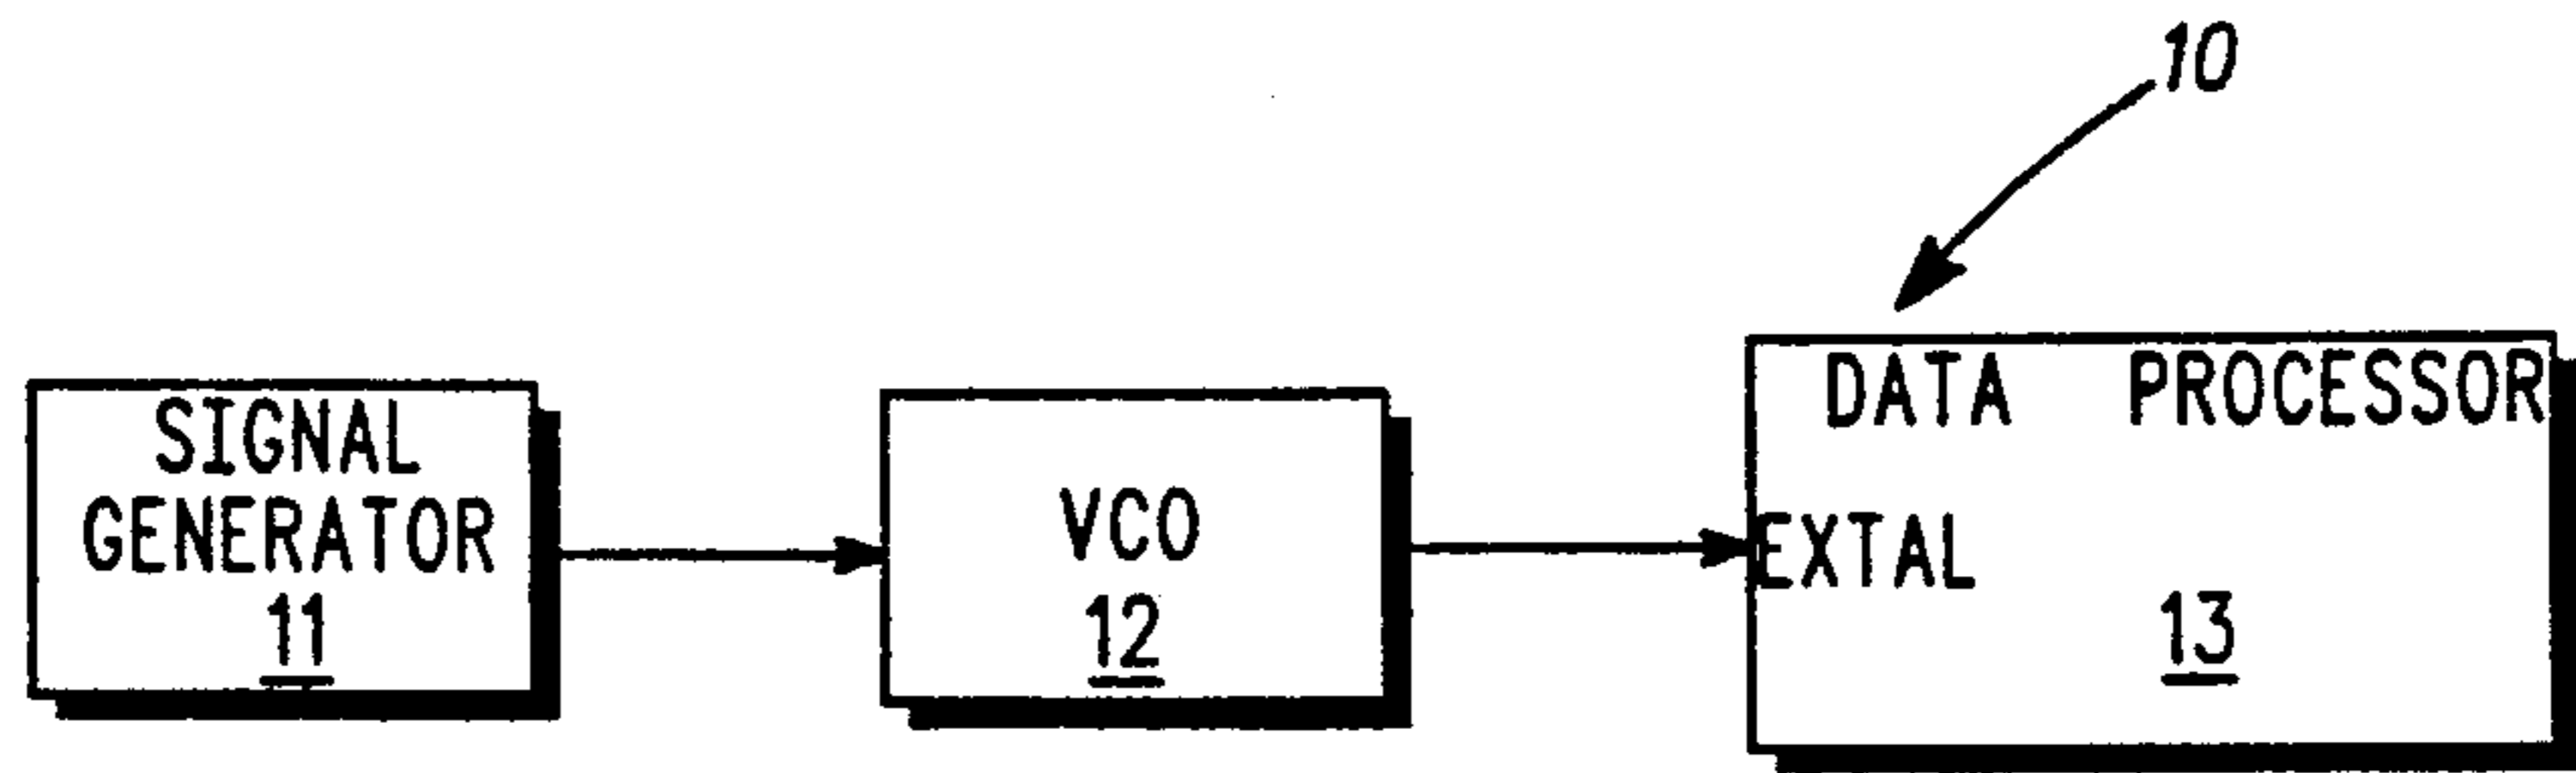 10
SIGNAL
GENERATOR
11
VCO
12
DATA PROCESSOR
EXTAL
13